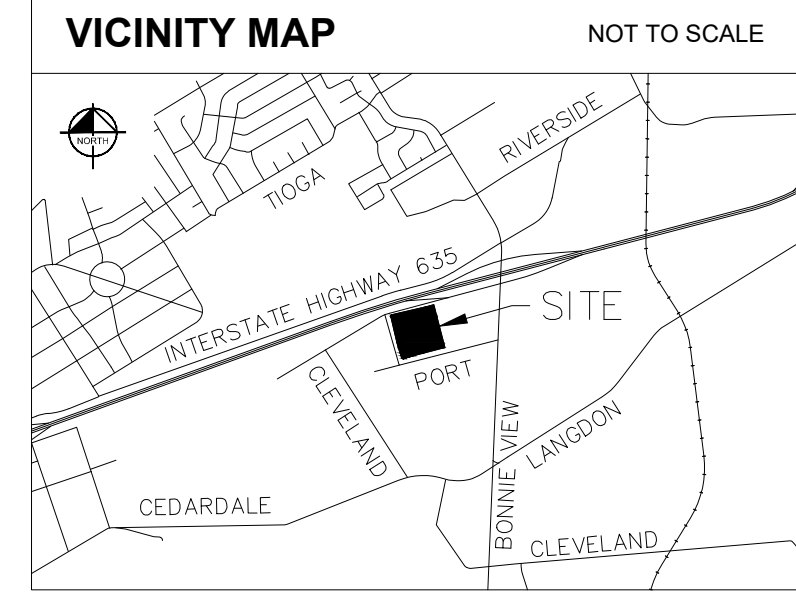 VICINITY MAP
NOT TO SCALE
NORTH
RIVERSIDE
TIOGA
INTERSTATE HIGHWAY 635
SITE
PORT
CLEVELAND
BONNIE VIEW
LANGDON
CEDARDALE
CLEVELAND